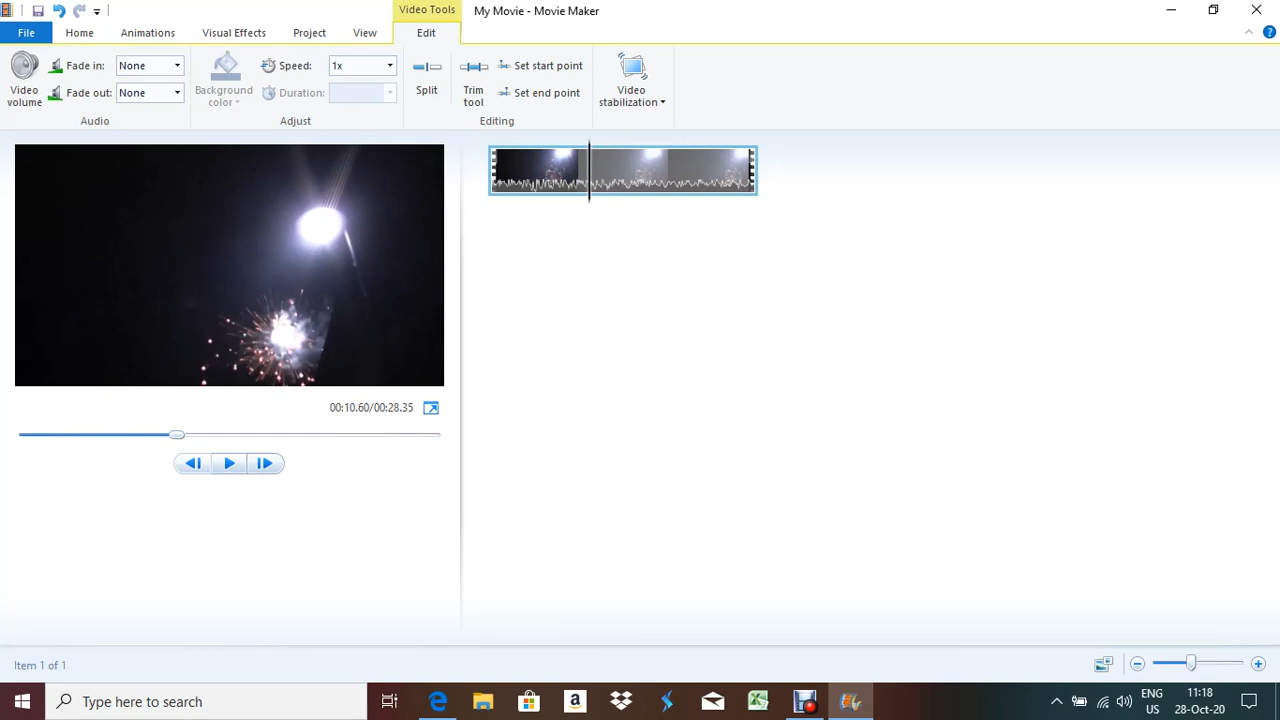 Video Tools
My Movie - Movie Maker
File
Home
Animations
Visual Effects
Project
View
Edit
Video volume
Fade in: None
Fade out: None
Audio
Background color
Speed: 1x
Duration:
Adjust
Split
Trim tool
Set start point
Set end point
Editing
Video stabilization
00:10.60/00:28.35
Item 1 of 1
Type here to search
a
ENG
US
11:18
28-Oct-20